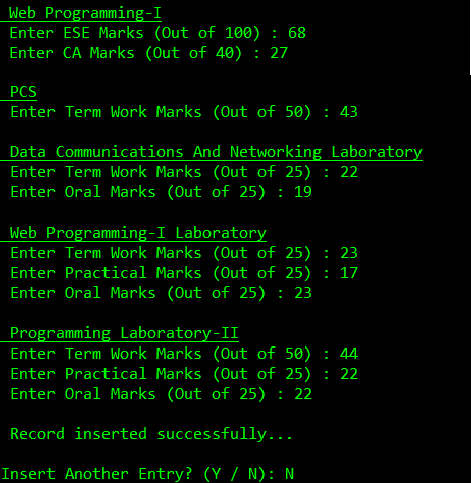 Web Programming-I
Enter ESE Marks (Out of 100) : 68
Enter CA Marks (Out of 40) : 27
PCS
Enter Term Work Marks (Out of 50) : 43
Data Communications And Networking Laboratory
Enter Term Work Marks (Out of 25) : 22
Enter Oral Marks (Out of 25) : 19
Web Programming-I Laboratory
Enter Term Work Marks (Out of 25) : 23
Enter Practical Marks (Out of 25) : 17
Enter Oral Marks (Out of 25) : 23
Programming Laboratory-II
Enter Term Work Marks (Out of 50) : 44
Enter Practical Marks (Out of 25) : 22
Enter Oral Marks (Out of 25) : 22
Record inserted successfully...
Insert Another Entry? (Y / N): N